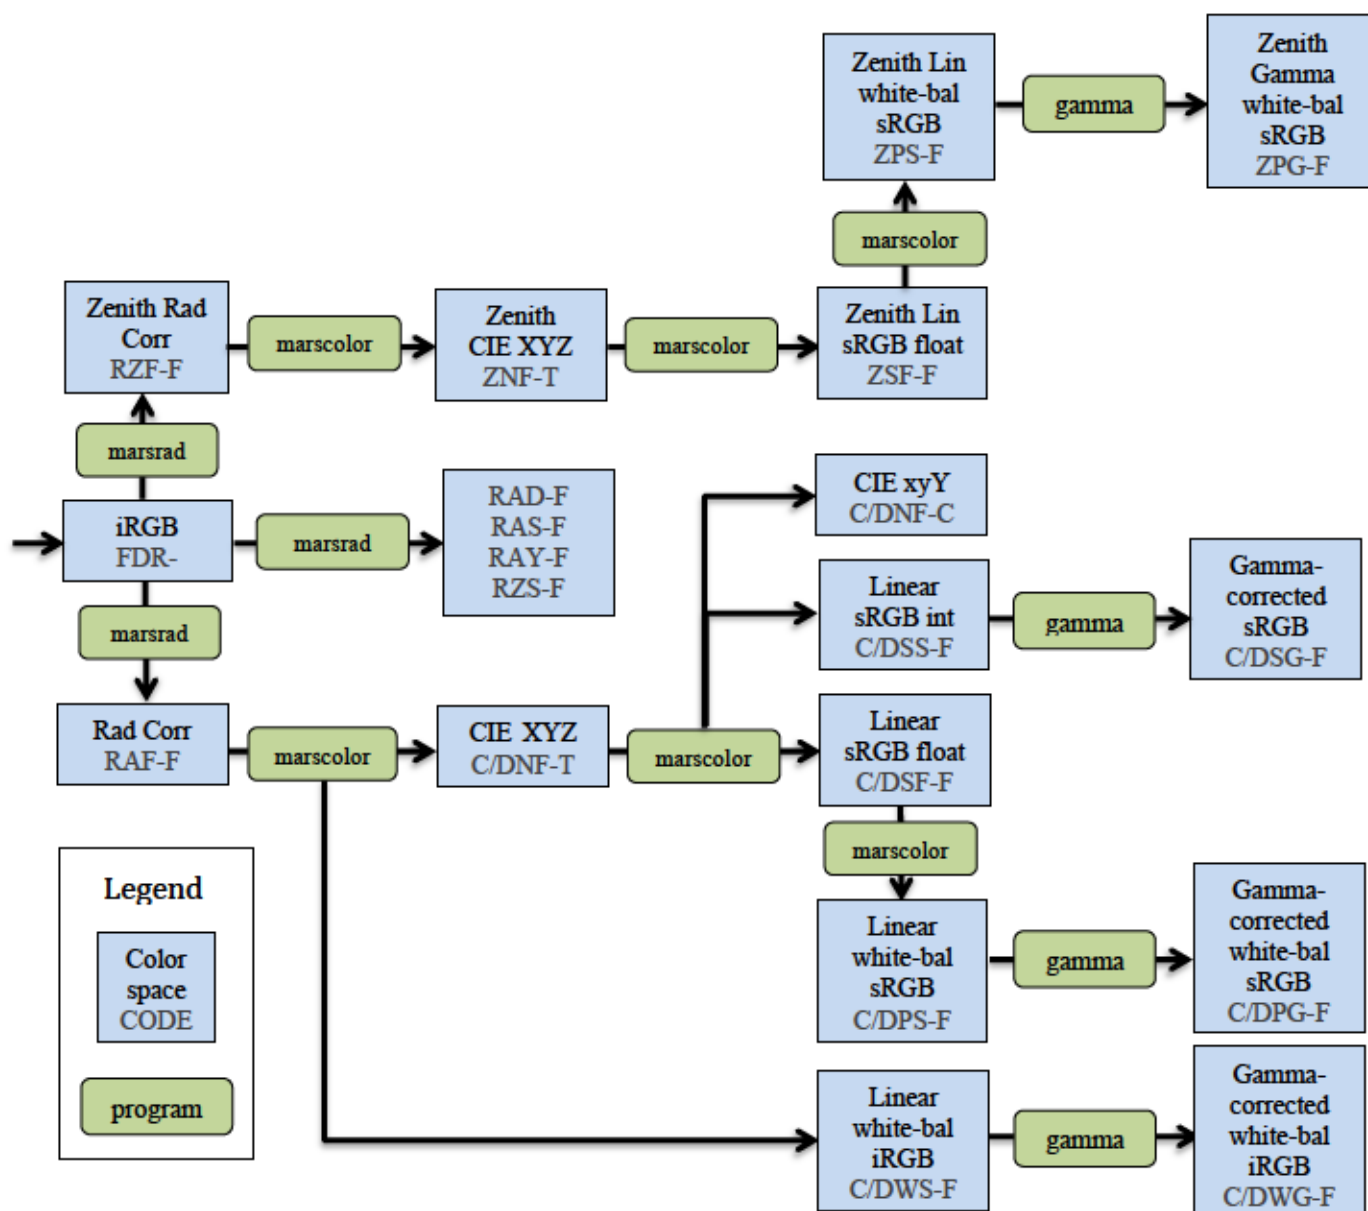 Zenith Lin
white-bal
sRGB
ZPS-F
gamma
Zenith
Gamma
white-bal
sRGB
ZPG-F
marscolor
Zenith Rad
Corr
RZF-F
marscolor
Zenith
CIE XYZ
ZNF-T
marscolor
Zenith Lin
sRGB float
ZSF-F
marsrad
iRGB
FDR-
marsrad
RAD-F
RAS-F
RAY-F
RZS-F
CIE xyY
C/DNF-C
Linear
sRGB int
C/DSS-F
gamma
Gamma-
corrected
sRGB
C/DSG-F
marsrad
Rad Corr
RAF-F
marscolor
CIE XYZ
C/DNF-T
marscolor
Linear
sRGB float
C/DSF-F
marscolor
Linear
white-bal
sRGB
C/DPS-F
gamma
Gamma-
corrected
white-bal
sRGB
C/DPG-F
Linear
white-bal
iRGB
C/DWS-F
gamma
Gamma-
corrected
white-bal
iRGB
C/DWG-F
Legend
Color
space
CODE
program